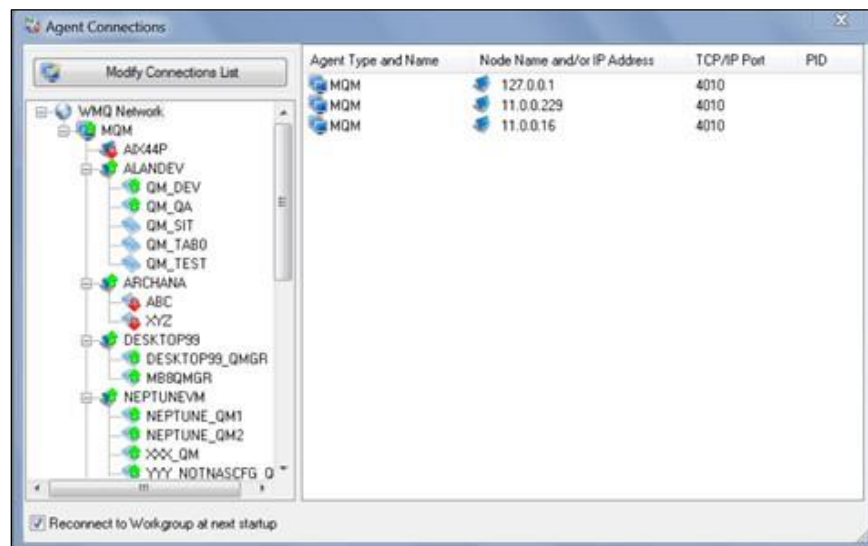 Agent Connections
Modify Connections List
WMQ Network
MQM
AIX44P
ALANDEV
QM_DEV
QM_QA
QM_SIT
QM_TAB0
QM_TEST
ARCHANA
ABC
XYZ
DESKTOP99
DESKTOP99_QMGR
MB8QMGR
NEPTUNEVM
NEPTUNE_QM1
NEPTUNE_QM2
XXX_QM
YYY_NOTNASCFG_Q
Agent Type and Name Node Name and/or IP Address TCP/IP Port PID
MQM 127.0.0.1 4010
MQM 11.0.0.229 4010
MQM 11.0.0.16 4010
Reconnect to Workgroup at next startup